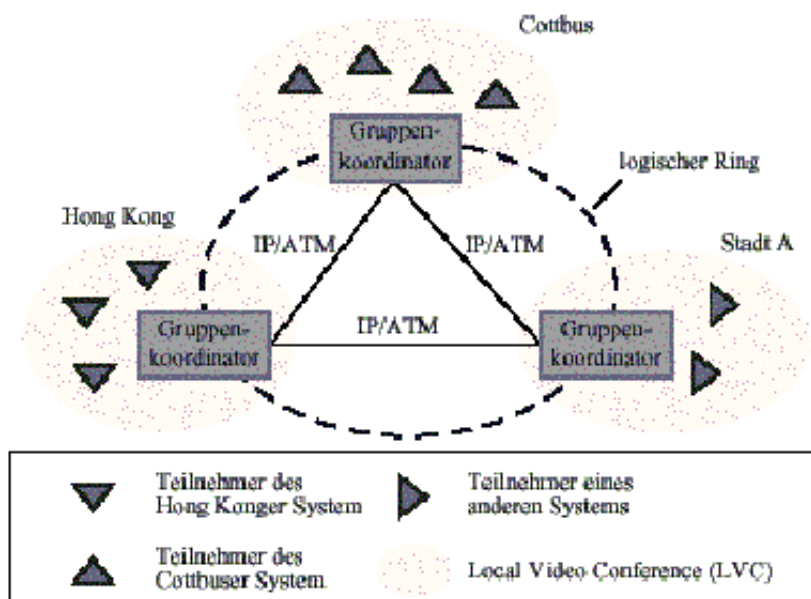 Cottbus
Gruppen-
koordinator
logischer Ring
Hong Kong
IP/ATM
IP/ATM
Stadt A
Gruppen-
koordinator
IP/ATM
Gruppen-
koordinator
Teilnehmer des
Hong Konger System
Teilnehmer eines
anderen Systems
Teilnehmer des
Cottbuser System
Local Video Conference (LVC)